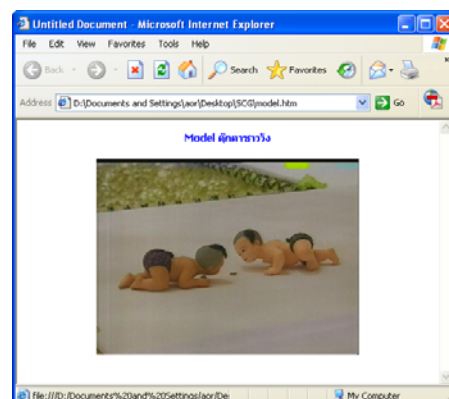 Untitled Document - Microsoft Internet Explorer
File Edit View Favorites Tools Help
Back Search Favorites
Address D:\Documents and Settings\aor\Desktop\SCG\model.htm Go
Model ตุ๊กตาชาววัง
file:///D:/Documents%20and%20Settings/aor/De My Computer